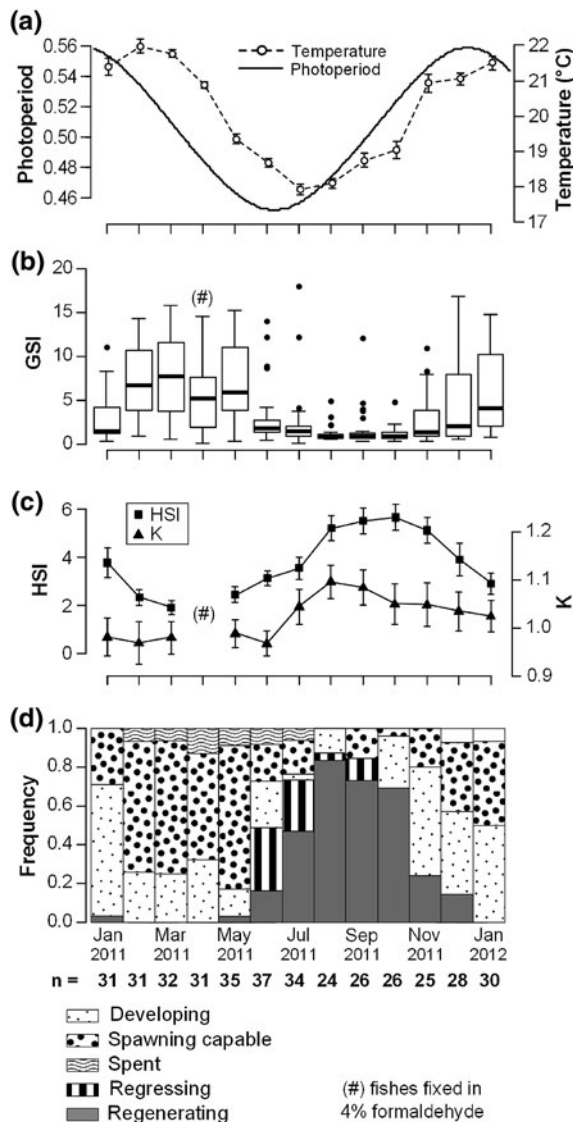 (a)
Photoperiod
0.56
0.54
0.52
0.50
0.48
0.46
Temperature
Photoperiod
22
21
20
19
18
17
Temperature (°C)
(b)
GSI
20
15
10
5
0
(#)
(c)
HSI
6
4
2
0
HSI
K
(#)
1.2
1.1
1.0
0.9
K
(d)
Frequency
1.0
0.8
0.6
0.4
0.2
0.0
Jan Mar May Jul Sep Nov Jan
2011 2011 2011 2011 2011 2011 2012
n = 31 31 32 31 35 37 34 24 26 26 25 28 30
Developing
Spawning capable
Spent
Regressing
Regenerating
(#) fishes fixed in
4% formaldehyde